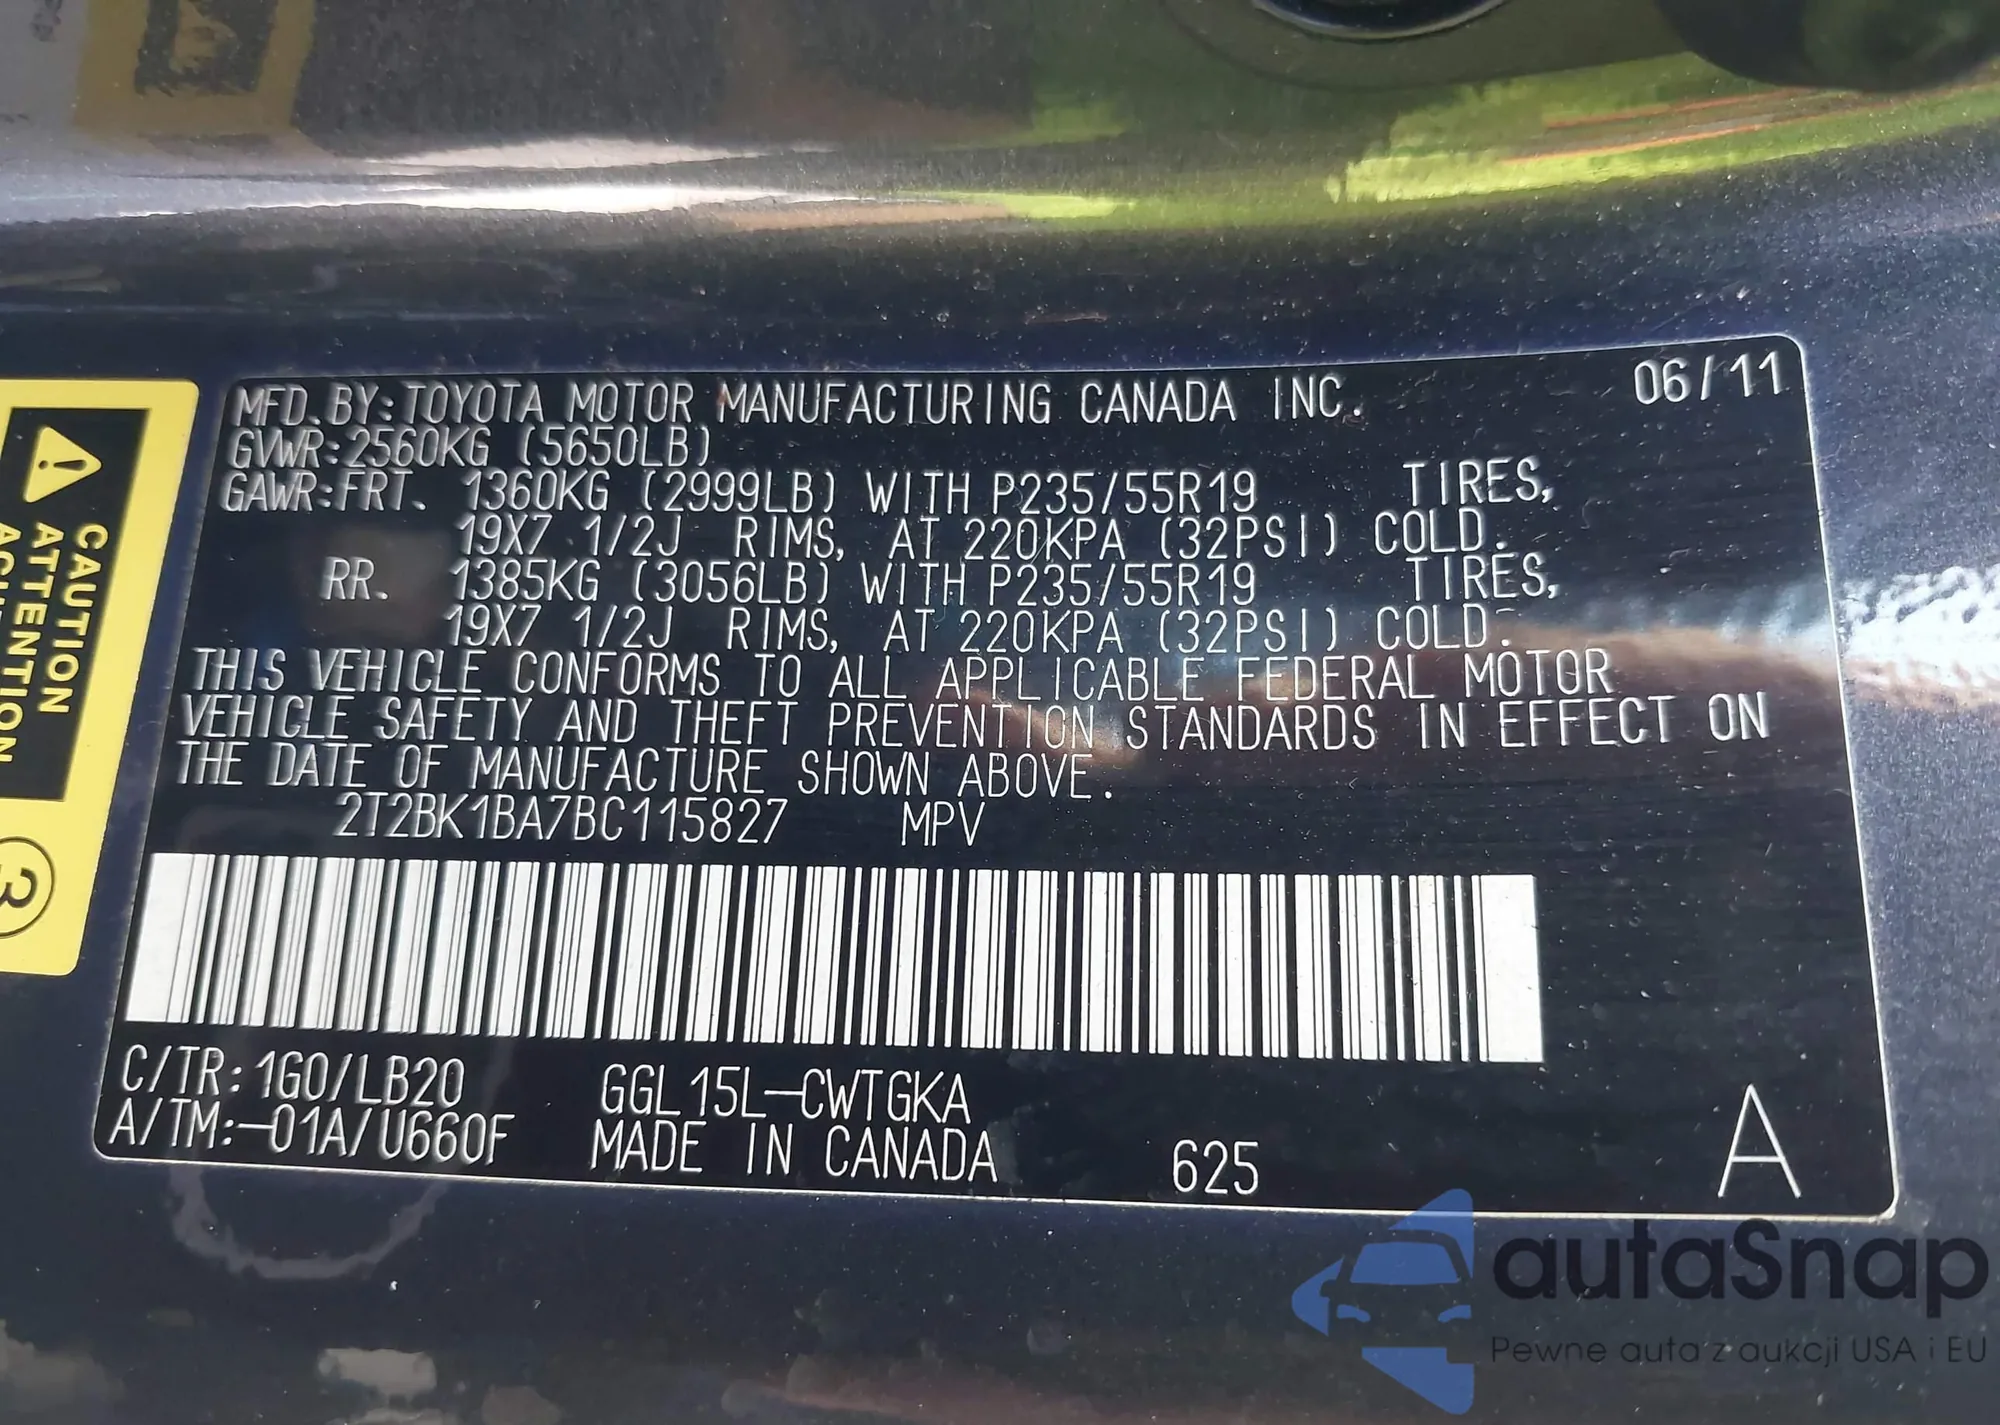 MFD. BY: TOYOTA MOTOR MANUFACTURING CANADA INC. 06/11
GVWR: 2560KG (5650LB)
GAWR: FRT. 1360KG (2999LB) WITH P235/55R19 TIRES,
19X7 1/2J RIMS, AT 220KPA (32PSI) COLD.
RR. 1385KG (3056LB) WITH P235/55R19 TIRES,
19X7 1/2J RIMS, AT 220KPA (32PSI) COLD.
THIS VEHICLE CONFORMS TO ALL APPLICABLE FEDERAL MOTOR
VEHICLE SAFETY AND THEFT PREVENTION STANDARDS IN EFFECT ON
THE DATE OF MANUFACTURE SHOWN ABOVE.
2T2BK1BA7BC115827 MPV
C/TR: 1G0/LB20 GGL15L-CWTGKA
A/TM: -01A/U660F MADE IN CANADA 625 A
CAUTION
ATTENTION
3
autaSnap
Pewne auta z aukcji USA i EU